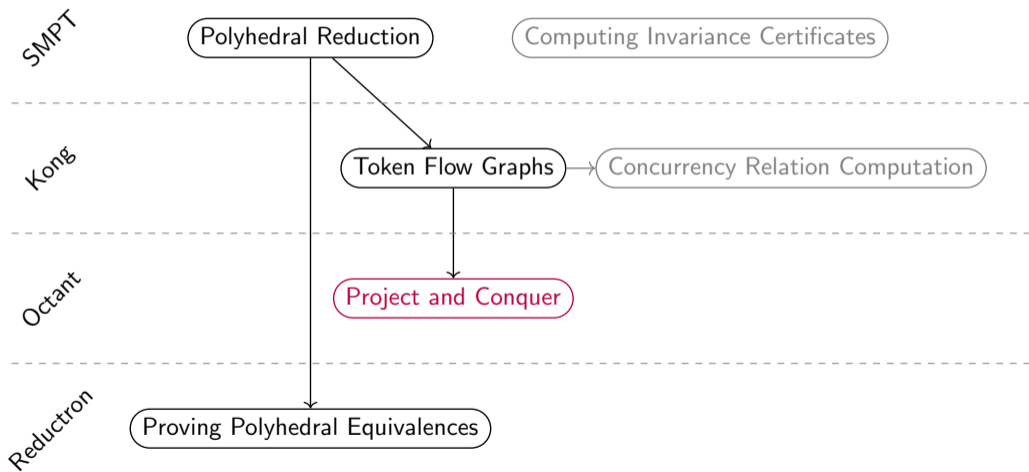 SMPT
Polyhedral Reduction
Computing Invariance Certificates
Kong
Token Flow Graphs
Concurrency Relation Computation
Octant
Project and Conquer
Reductron
Proving Polyhedral Equivalences